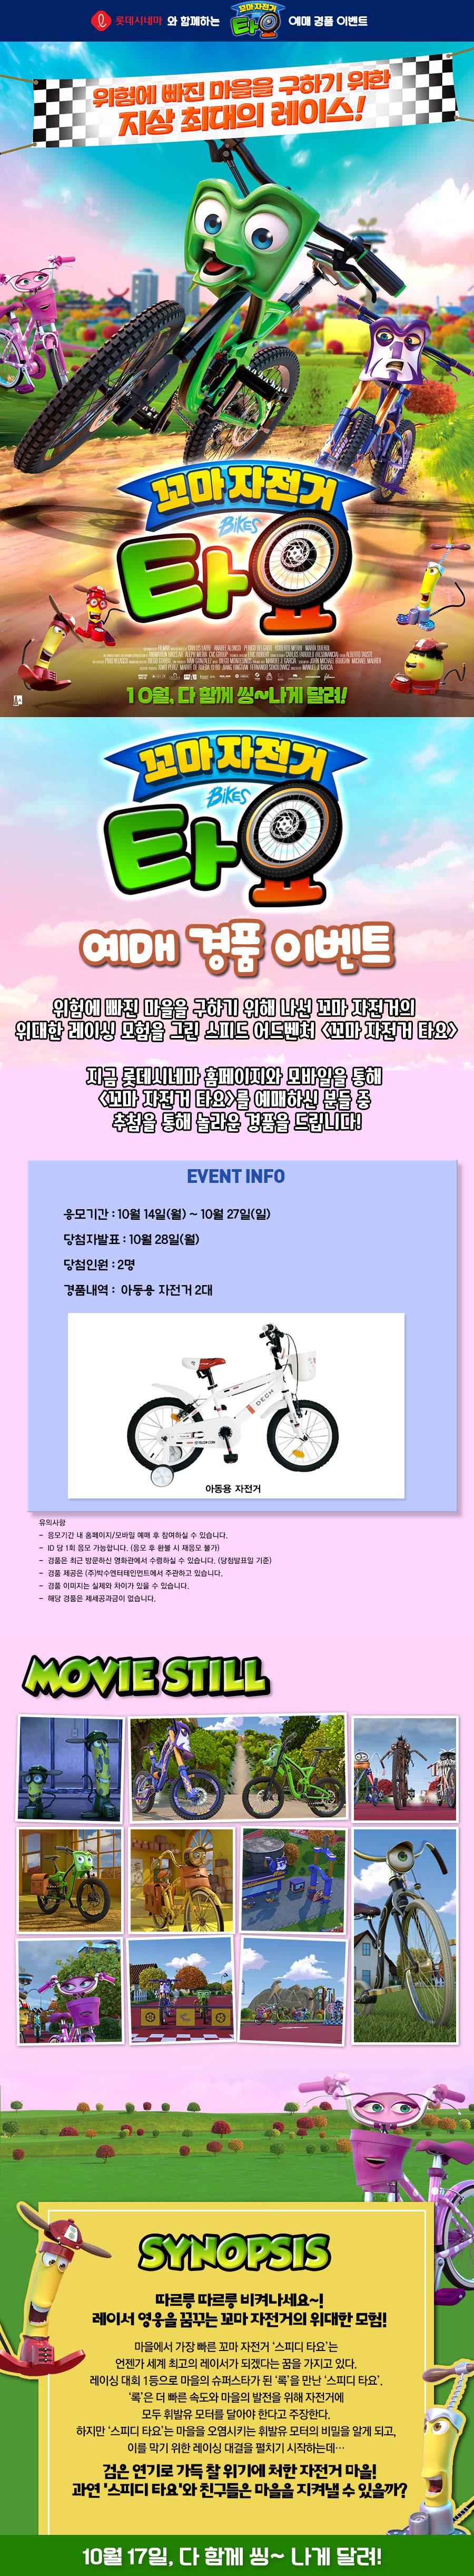 롯데시네마 와 함께하는 꼬마자전거 타요 예매 경품 이벤트
위험에 빠진 마을을 구하기 위한
지상 최대의 레이스!
꼬마자전거
BIKES
타요
10월, 다 함께 씽~나게 달려!
꼬마자전거
BIKES
타요
예매 경품 이벤트
위험에 빠진 마을을 구하기 위해 나선 꼬마 자전거의
위대한 레이싱 모험을 그린 스피드 어드벤처 <꼬마 자전거 타요>
지금 롯데시네마 홈페이지와 모바일을 통해
<꼬마 자전거 타요>를 예매하신 분들 중
추첨을 통해 놀라운 경품을 드립니다!
EVENT INFO
응모기간 : 10월 14일(월) ~ 10월 27일(일)
당첨자발표 : 10월 28일(월)
당첨인원 : 2명
경품내역 : 아동용 자전거 2대
DECH
아동용 자전거
유의사항
- 응모기간 내 홈페이지/모바일 예매 후 참여하실 수 있습니다.
- ID 당 1회 응모 가능합니다. (응모 후 환불 시 재응모 불가)
- 경품은 최근 방문하신 영화관에서 수령하실 수 있습니다. (당첨발표일 기준)
- 경품 제공은 (주)박수엔터테인먼트에서 주관하고 있습니다.
- 경품 이미지는 실제와 차이가 있을 수 있습니다.
- 해당 경품은 제세공과금이 없습니다.
MOVIE STILL
SYNOPSIS
따르릉 따르릉 비켜나세요~!
레이서 영웅을 꿈꾸는 꼬마 자전거의 위대한 모험!
마을에서 가장 빠른 꼬마 자전거 '스피디 타요'는
언젠가 세계 최고의 레이서가 되겠다는 꿈을 가지고 있다.
레이싱 대회 1등으로 마을의 슈퍼스타가 된 '록'을 만난 '스피디 타요'.
'록'은 더 빠른 속도와 마을의 발전을 위해 자전거에
모두 휘발유 모터를 달아야 한다고 주장한다.
하지만 '스피디 타요'는 마을을 오염시키는 휘발유 모터의 비밀을 알게 되고,
이를 막기 위한 레이싱 대결을 펼치기 시작하는데…
검은 연기로 가득 찰 위기에 처한 자전거 마을!
과연 '스피디 타요'와 친구들은 마을을 지켜낼 수 있을까?
10월 17일, 다 함께 씽~ 나게 달려!